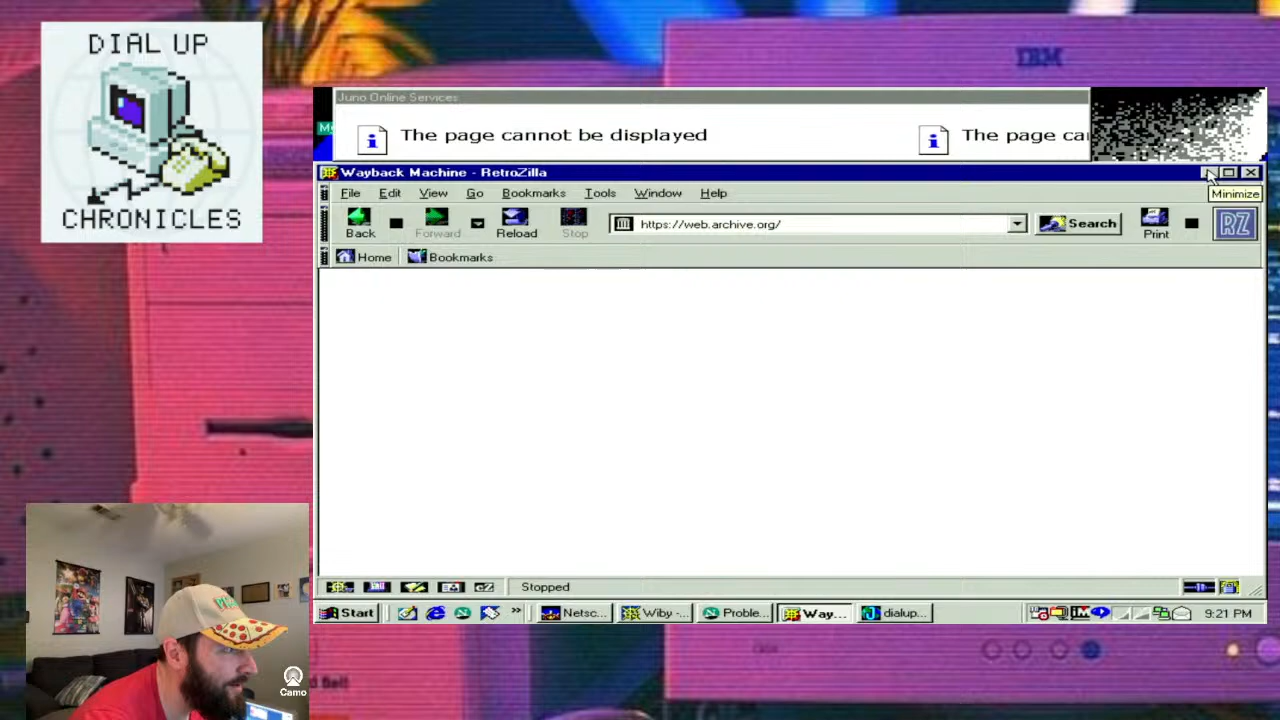 DIAL UP
CHRONICLES
IBM
Juno Online Services
The page cannot be displayed
The page ca
Wayback Machine - RetroZilla
Minimize
File Edit View Go Bookmarks Tools Window Help
Back Forward Reload Stop https://web.archive.org/ Search Print RZ
Home Bookmarks
Stopped
Start Netsc... Wiby -... Proble... Way... dialup... 9:21 PM
Camo